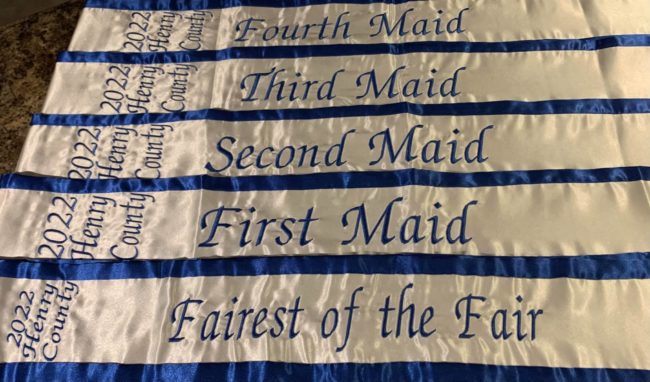 2022
Henry
County
Fourth Maid
2022
Henry
County
Third Maid
2022
Henry
County
Second Maid
2022
Henry
County
First Maid
2022
Henry
County
Fairest of the Fair